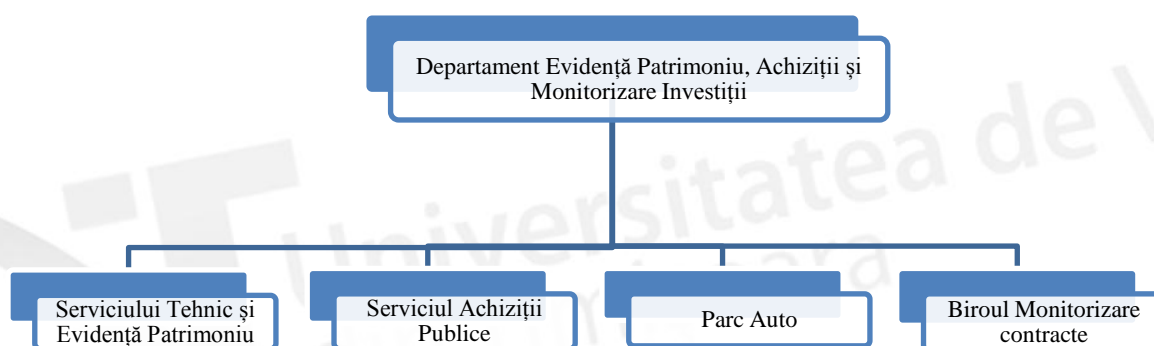 Departament Evidență Patrimoniu, Achiziții și
Monitorizare Investiții
Universitatea de
Serviciului Tehnic și
Evidență Patrimoniu
Serviciul Achiziții
Publice
Parc Auto
Biroul Monitorizare
contracte